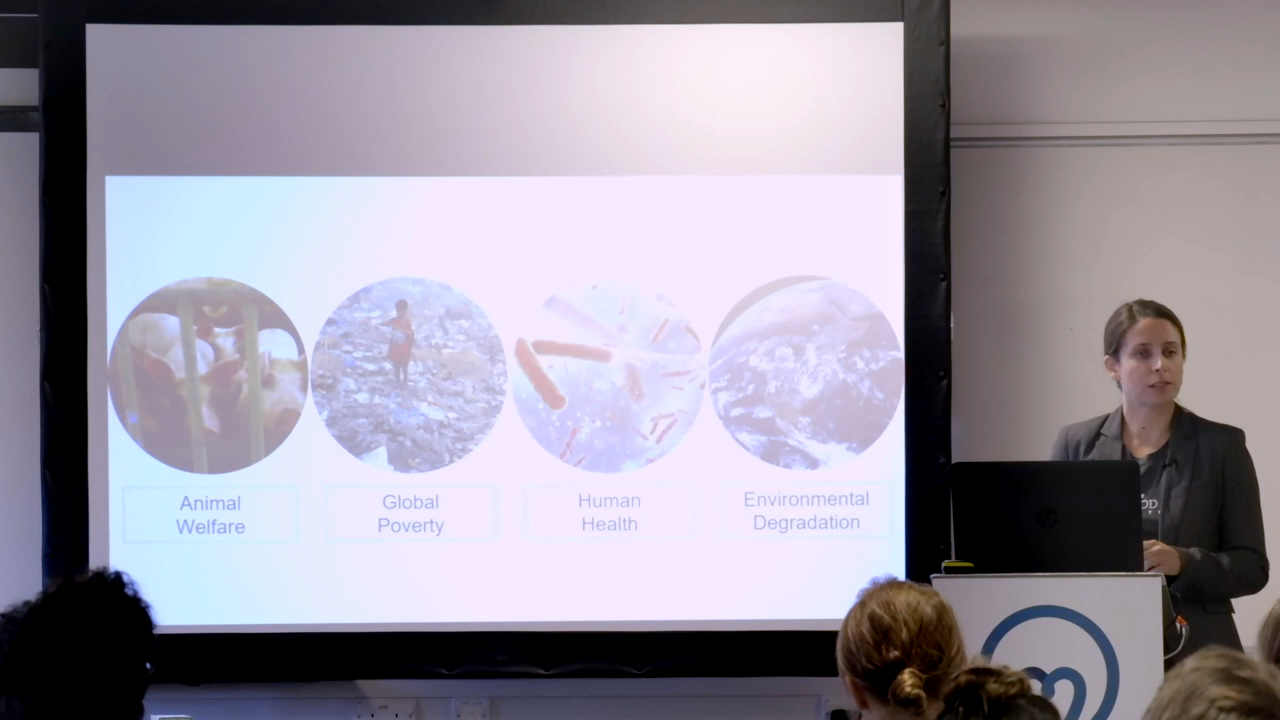 Animal
Welfare
Global
Poverty
Human
Health
Environmental
Degradation